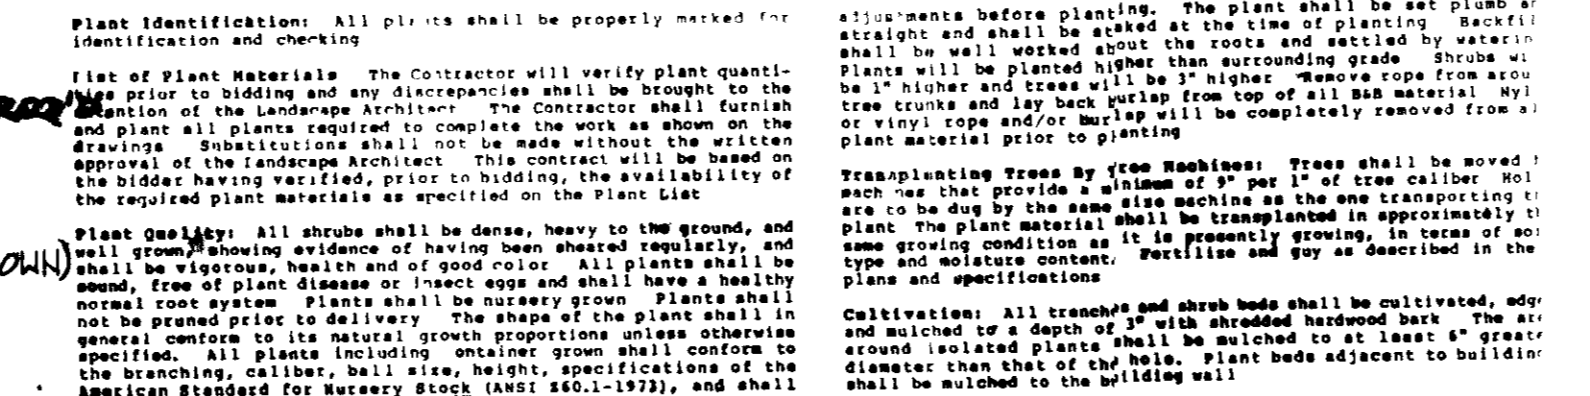 Plant Identification: All plants shall be properly marked for
identification and checking
List of Plant Materials The Contractor will verify plant quanti-
prior to bidding and any discrepancies shall be brought to the
attention of the Landscape Architect The Contractor shall furnish
and plant all plants required to complete the work as shown on the
drawings Substitutions shall not be made without the written
approval of the Landscape Architect This contract will be based on
the bidder having verified, prior to bidding, the availability of
the required plant materials as specified on the Plant List
Plant Quality: All shrubs shall be dense, heavy to the ground, and
OWN) well grown, showing evidence of having been sheared regularly, and
shall be vigorous, health and of good color All plants shall be
sound, free of plant disease or insect eggs and shall have a healthy
normal root system Plants shall be nursery grown Plants shall
not be pruned prior to delivery The shape of the plant shall in
general conform to its natural growth proportions unless otherwise
specified. All plants including ontainer grown shall conform to
the branching, caliber, ball size, height, specifications of the
American Standard for Nursery Stock (ANSI Z60.1-1973), and shall
adjustments before planting. The plant shall be set plumb
straight and shall be staked at the time of planting Backfil
shall be well worked about the roots and settled by waterin
Plants will be planted higher than surrounding grade Shrubs wi
be 1" higher and trees will be 3" higher Remove rope from arou
tree trunks and lay back burlap from top of all B&B material Nyl
or vinyl rope and/or burlap will be completely removed from al
plant material prior to planting
Transplanting Trees By Tree Machines: Trees shall be moved
mach nes that provide a minimum of 9" per 1" of tree caliber Hol
are to be dug by the same size machine as the one transporting
plant The plant material shall be transplanted in approximately
same growing condition as it is presently growing, in terms of soi
type and moisture content. Fertilize and guy as described in the
plans and specifications
Cultivation: All trenches and shrub beds shall be cultivated, edge
and mulched to a depth of 3" with shredded hardwood bark The are
around isolated plants shall be mulched to at least 6" greate
diameter than that of the hole. Plant beds adjacent to building
shall be mulched to the building wall